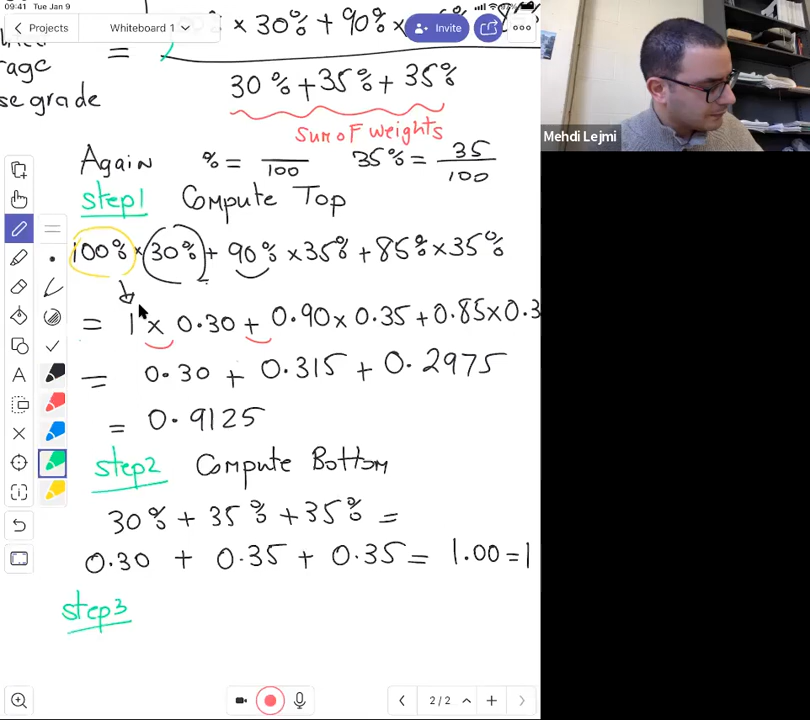 09:41 Tue Jan 9
Projects
Whiteboard 1
Invite
× 30% + 90% ×
rage
=
se grade
30% + 35% + 35%
Sum of weights
Mehdi Lejmi
Again % = /100 35% = 35/100
step1 Compute Top
100% × 30% + 90% × 35% + 85% × 35%
= 1 × 0.30 + 0.90 × 0.35 + 0.85 × 0.3
= 0.30 + 0.315 + 0.2975
= 0.9125
step2 Compute Bottom
30% + 35% + 35% =
0.30 + 0.35 + 0.35 = 1.00 = 1
step3
2/2